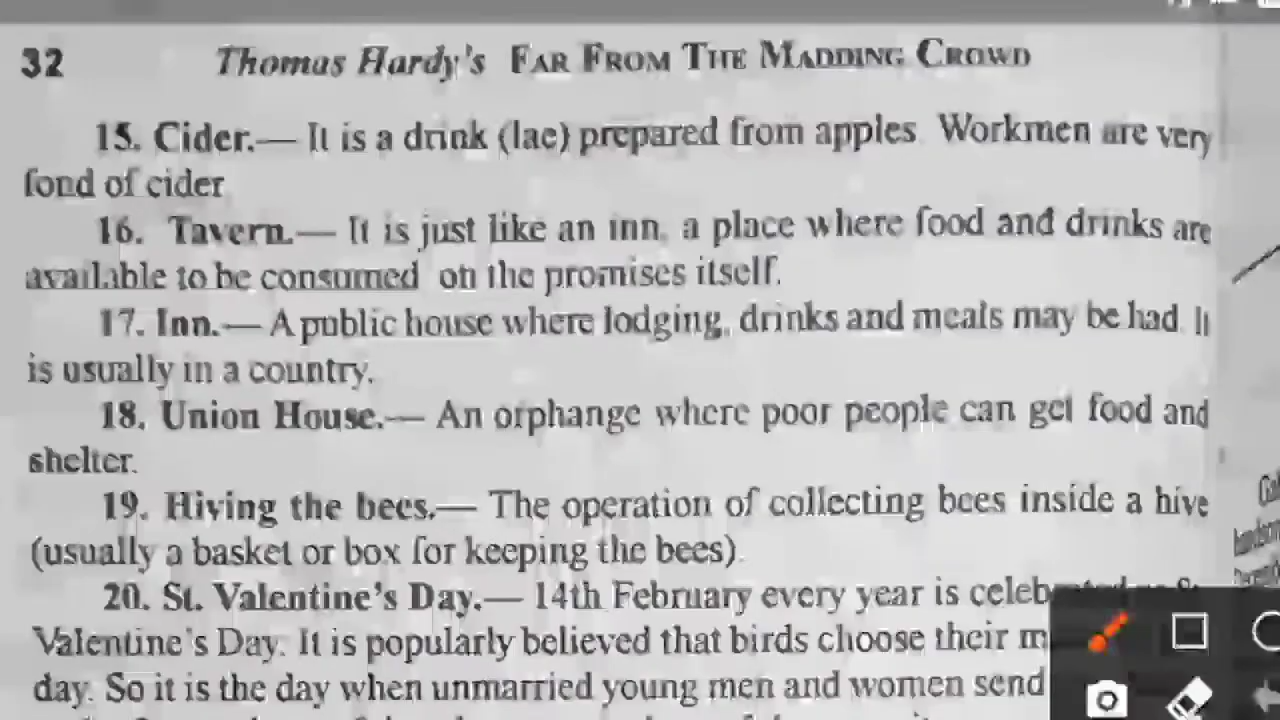 32 Thomas Hardy's FAR FROM THE MADDING CROWD
15. Cider.— It is a drink (lae) prepared from apples. Workmen are very
fond of cider
16. Tavern.— It is just like an inn, a place where food and drinks are
available to be consumed on the promises itself.
17. Inn.— A public house where lodging, drinks and meals may be had. It
is usually in a country.
18. Union House.— An orphange where poor people can get food and
shelter.
19. Hiving the bees.— The operation of collecting bees inside a hive
(usually a basket or box for keeping the bees).
20. St. Valentine's Day.— 14th February every year is
Valentine's Day. It is popularly believed that birds choose their
day. So it is the day when unmarried young men and women send